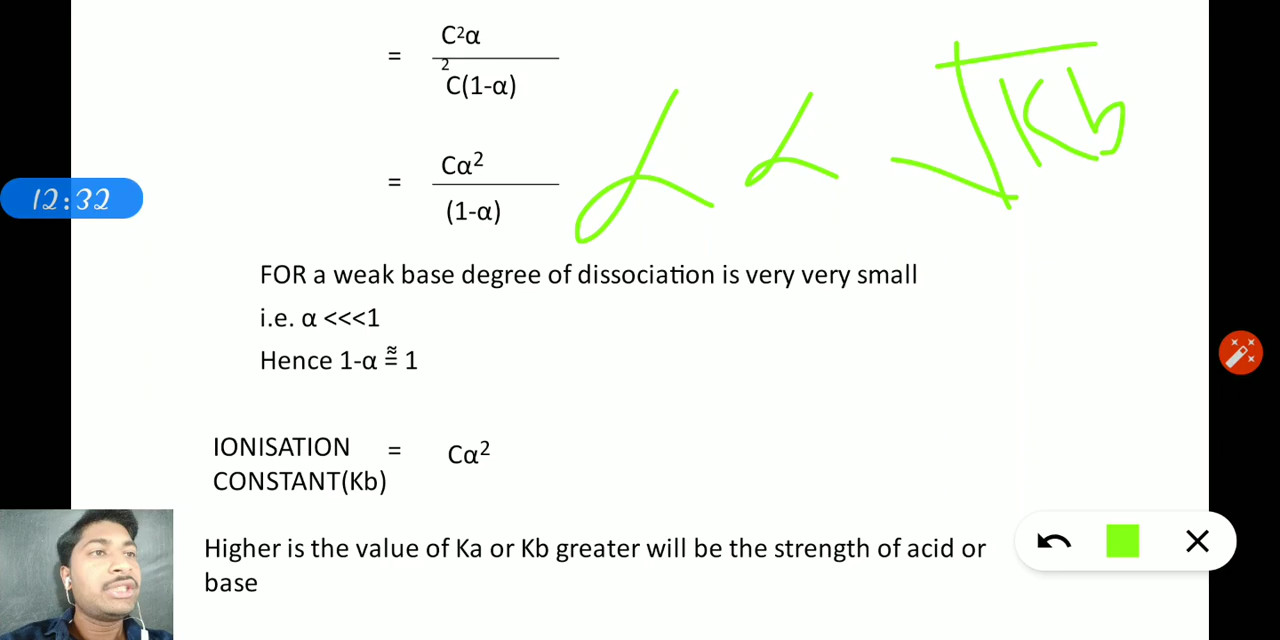 = C²α
2
C(1-α)
= Cα²
(1-α)
α α √Kb
12:32
FOR a weak base degree of dissociation is very very small
i.e. α <<<1
Hence 1-α ≅̃ 1
IONISATION = Cα²
CONSTANT(Kb)
Higher is the value of Ka or Kb greater will be the strength of acid or
base